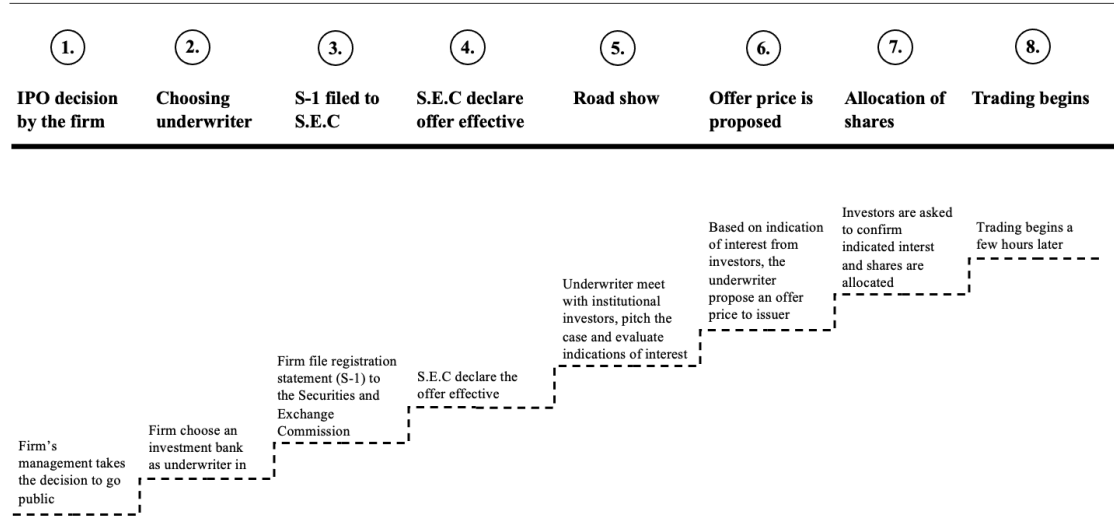 1.
2.
3.
4.
5.
6.
7.
8.
IPO decision
by the firm
Choosing
underwriter
S-1 filed to
S.E.C
S.E.C declare
offer effective
Road show
Offer price is
proposed
Allocation of
shares
Trading begins
Firm's
management takes
the decision to go
public
Firm choose an
investment bank
as underwriter in
Firm file registration
statement (S-1) to
the Securities and
Exchange
Commission
S.E.C declare the
offer effective
Underwriter meet
with institutional
investors, pitch the
case and evaluate
indications of interest
Based on indication
of interest from
investors, the
underwriter
propose an offer
price to issuer
Investors are asked
to confirm
indicated interst
and shares are
allocated
Trading begins a
few hours later